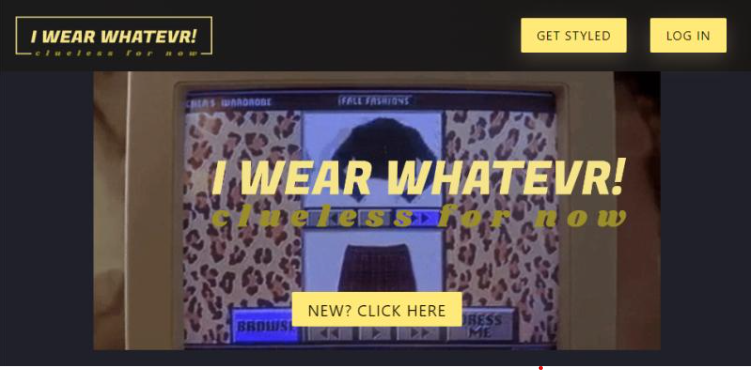 I WEAR WHATEVR!
clueless for now
GET STYLED
LOG IN
CHER'S WARDROBE
FALL FASHIONS
I WEAR WHATEVR!
clueless for now
NEW? CLICK HERE
BROWSE
DRESS
ME